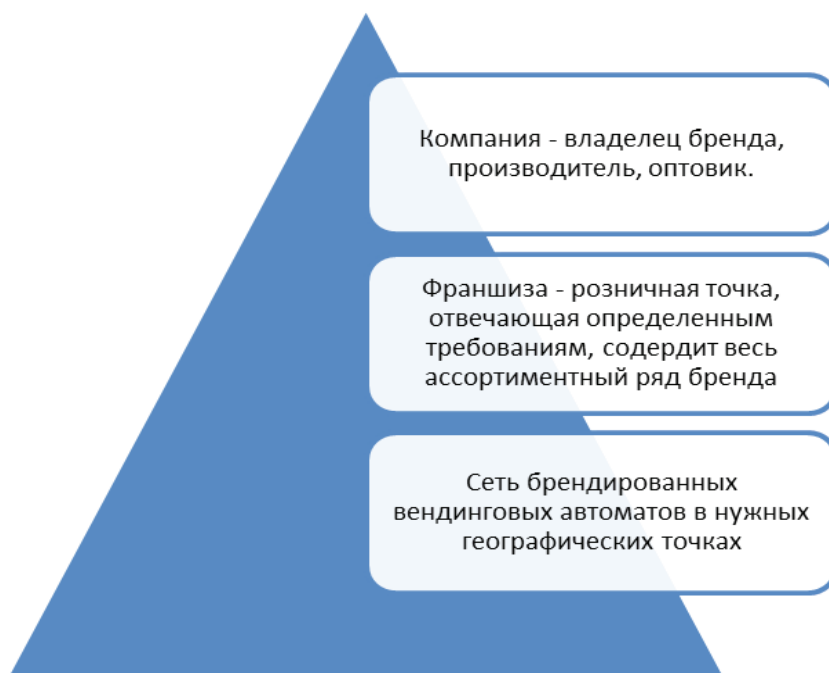 Компания - владелец бренда,
производитель, оптовик.
Франшиза - розничная точка,
отвечающая определенным
требованиям, содердит весь
ассортиментный ряд бренда
Сеть брендированных
вендинговых автоматов в нужных
географических точках